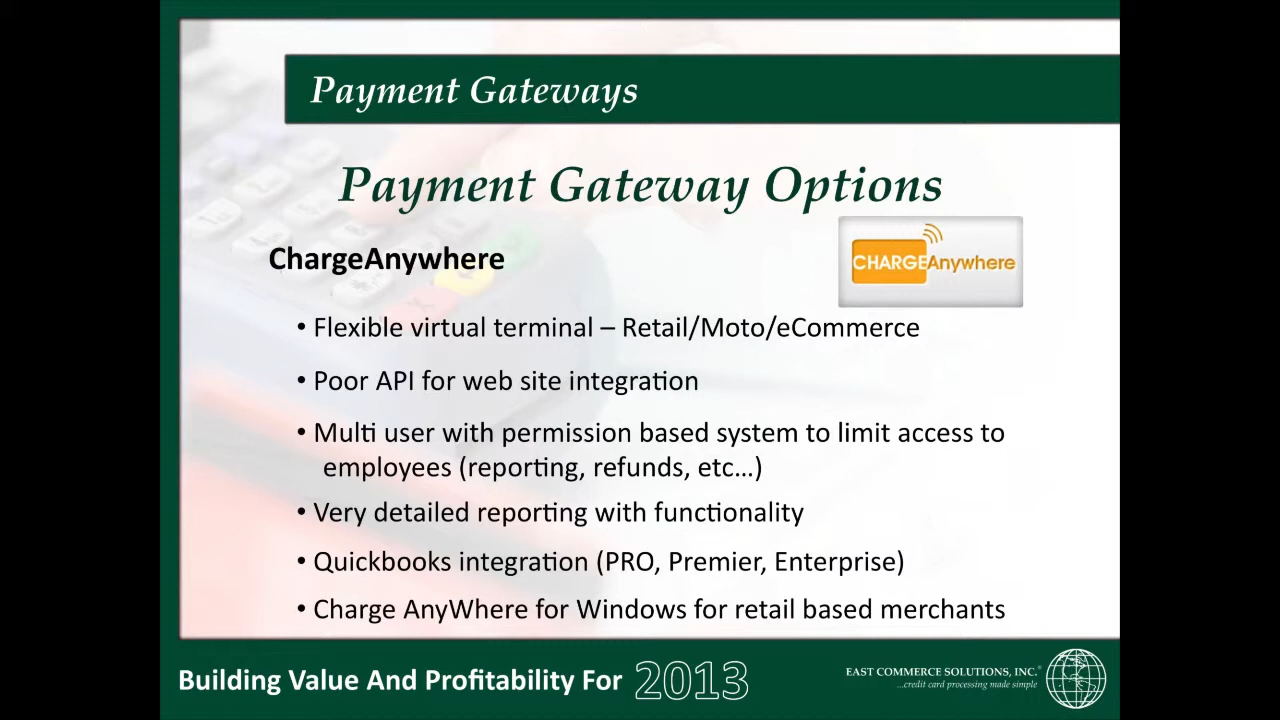 Payment Gateways
Payment Gateway Options
CHARGEAnywhere
ChargeAnywhere
• Flexible virtual terminal – Retail/Moto/eCommerce
• Poor API for web site integration
• Multi user with permission based system to limit access to
employees (reporting, refunds, etc…)
• Very detailed reporting with functionality
• Quickbooks integration (PRO, Premier, Enterprise)
• Charge AnyWhere for Windows for retail based merchants
Building Value And Profitability For 2013
EAST COMMERCE SOLUTIONS, INC.®
...credit card processing made simple